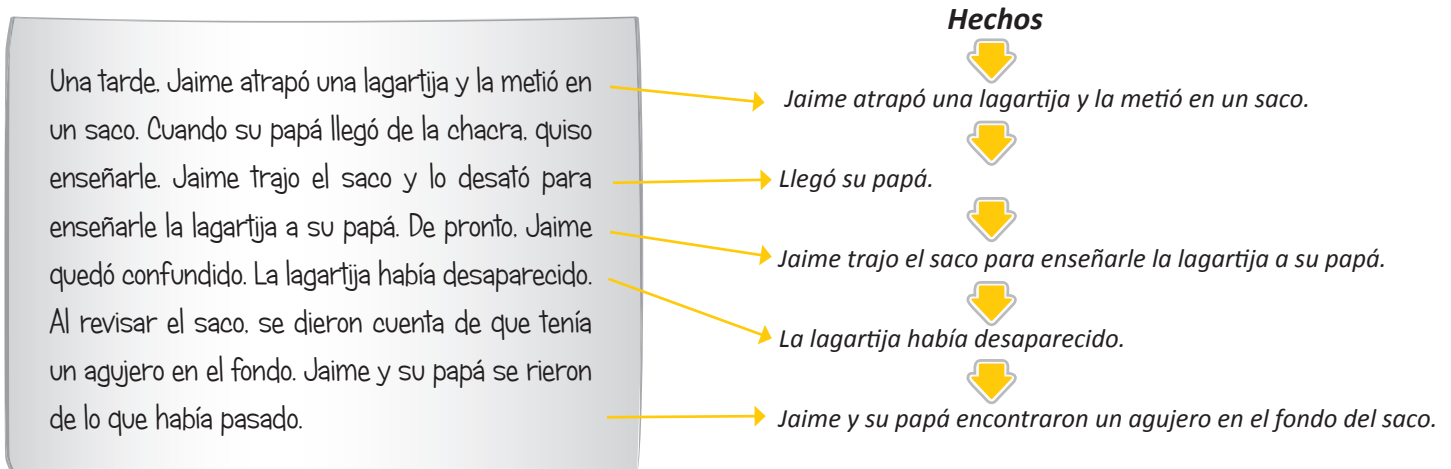 Una tarde, Jaime atrapó una lagartija y la metió en
un saco. Cuando su papá llegó de la chacra, quiso
enseñarle. Jaime trajo el saco y lo desató para
enseñarle la lagartija a su papá. De pronto, Jaime
quedó confundido. La lagartija había desaparecido.
Al revisar el saco, se dieron cuenta de que tenía
un agujero en el fondo. Jaime y su papá se rieron
de lo que había pasado.
Hechos
Jaime atrapó una lagartija y la metió en un saco.
Llegó su papá.
Jaime trajo el saco para enseñarle la lagartija a su papá.
La lagartija había desaparecido.
Jaime y su papá encontraron un agujero en el fondo del saco.